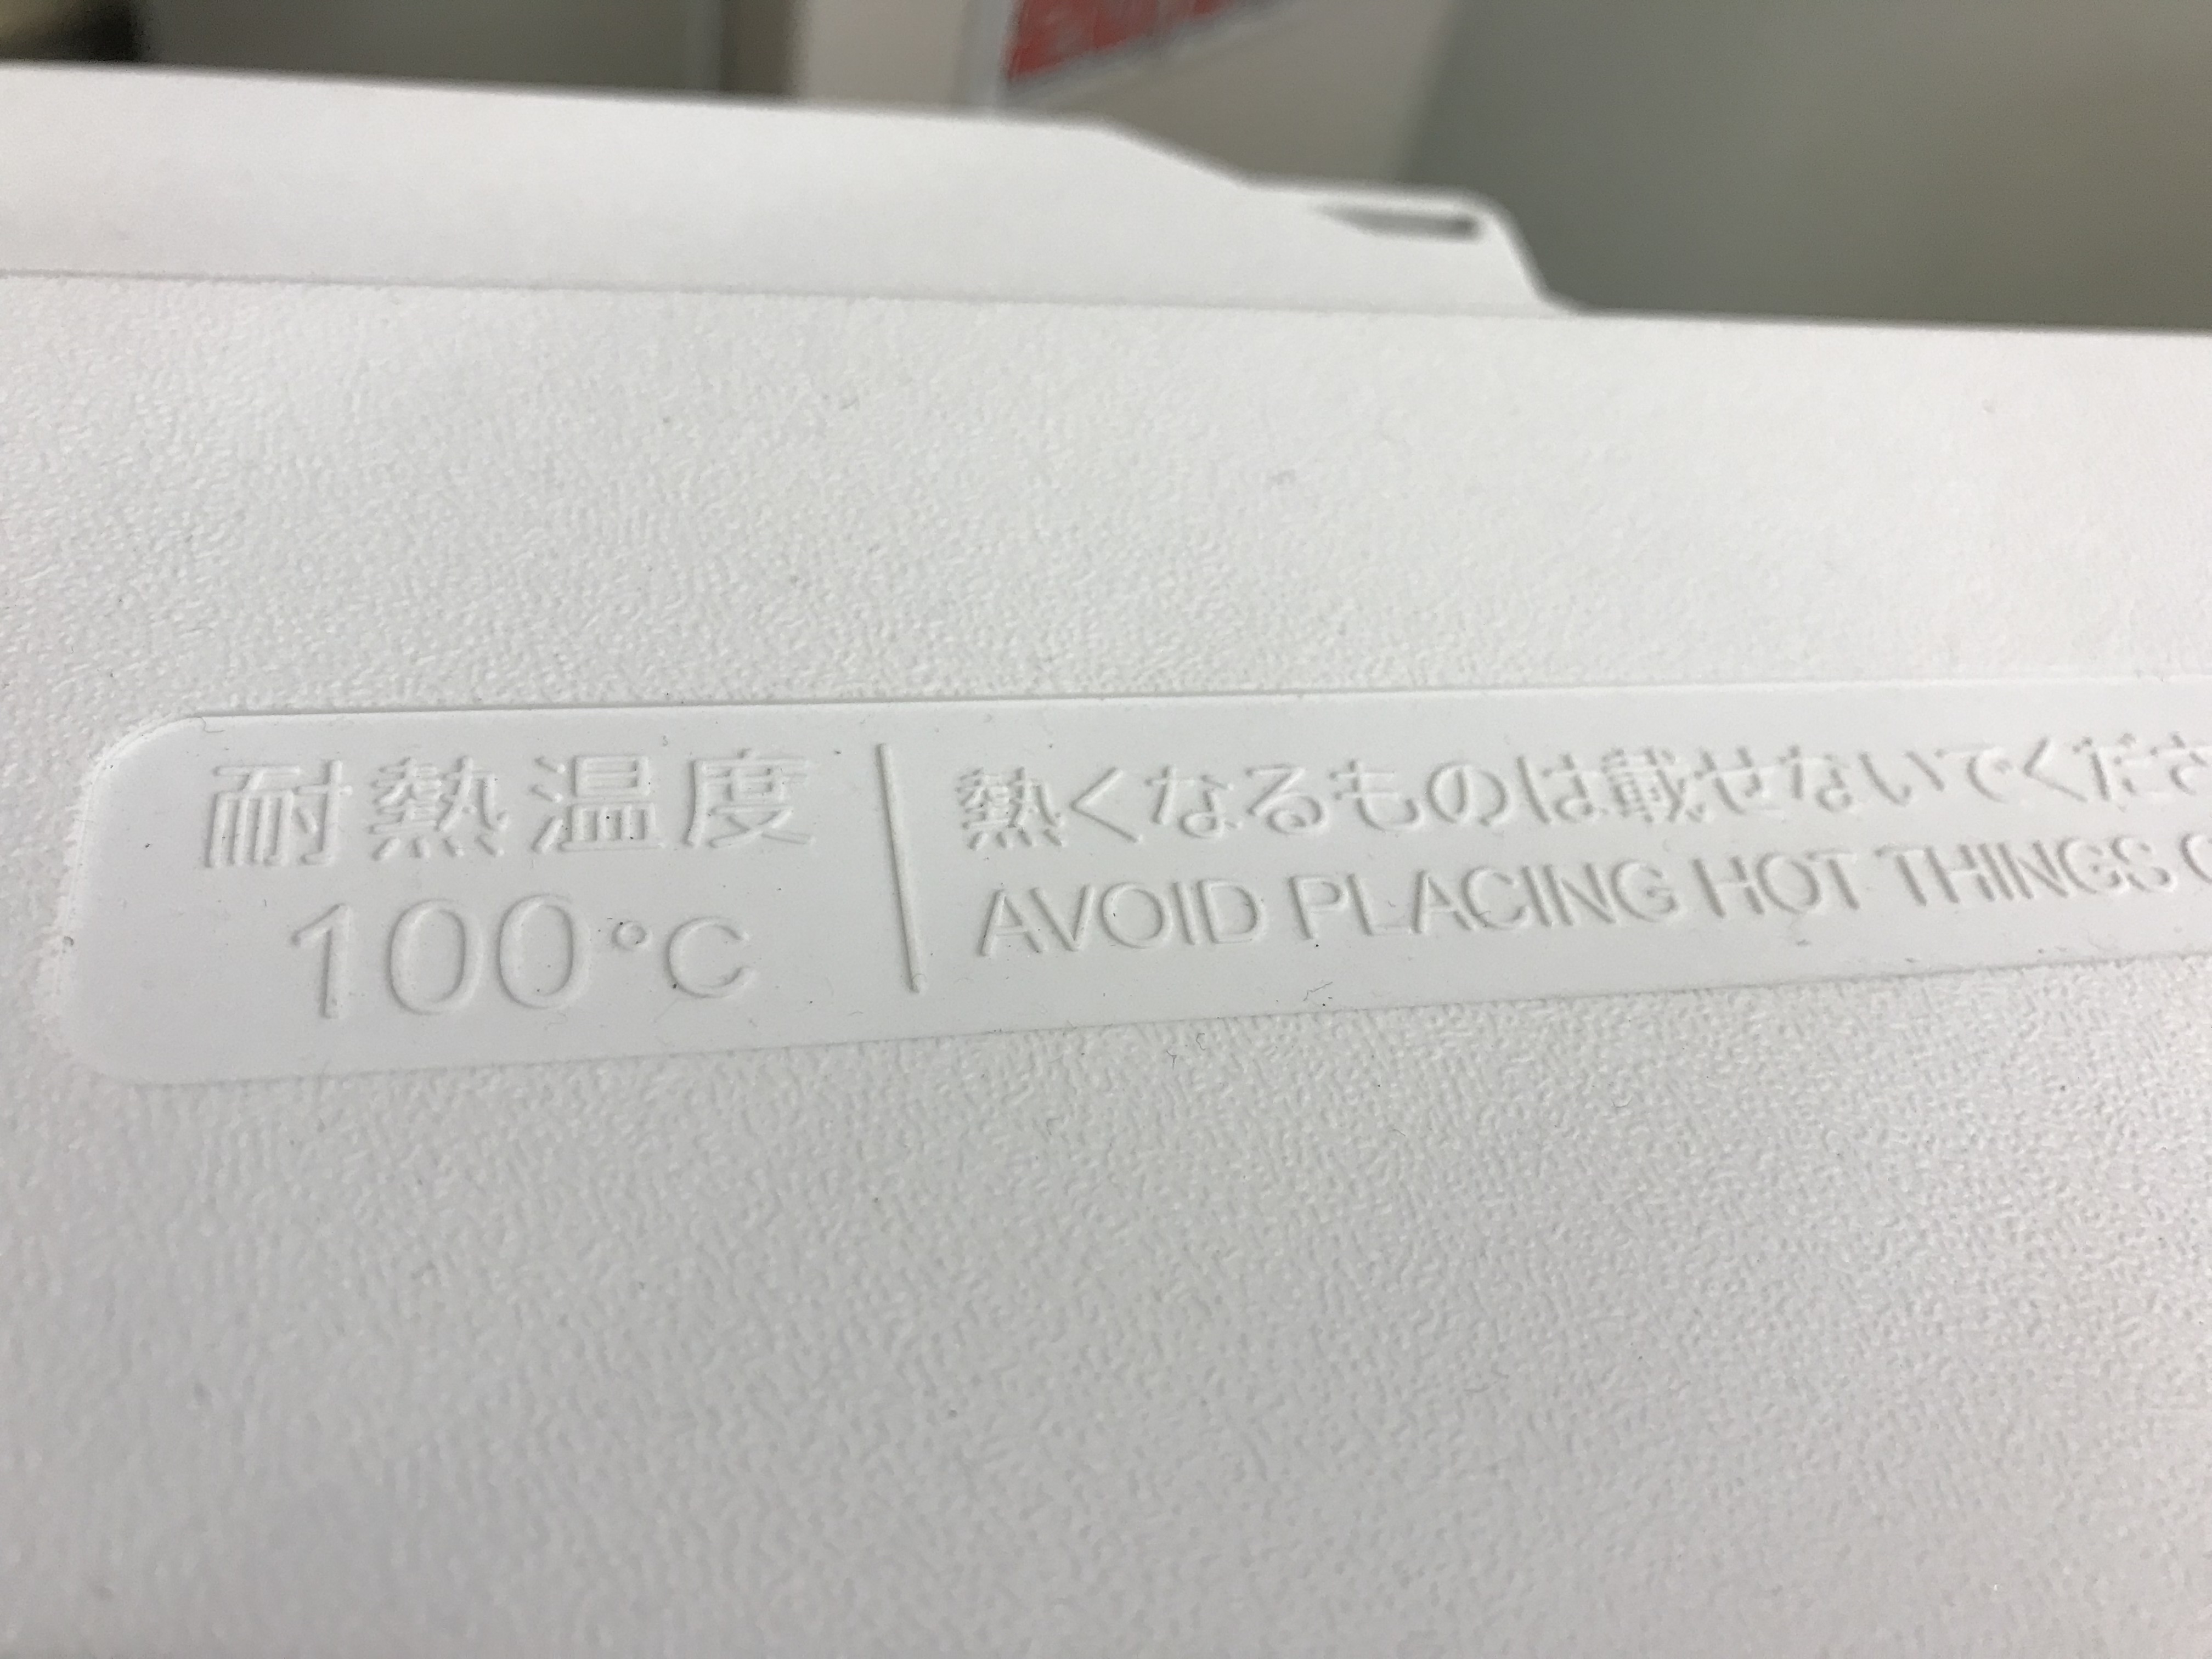 耐熱温度
100°C
熱くなるものは載せないでくださ
AVOID PLACING HOT THINGS